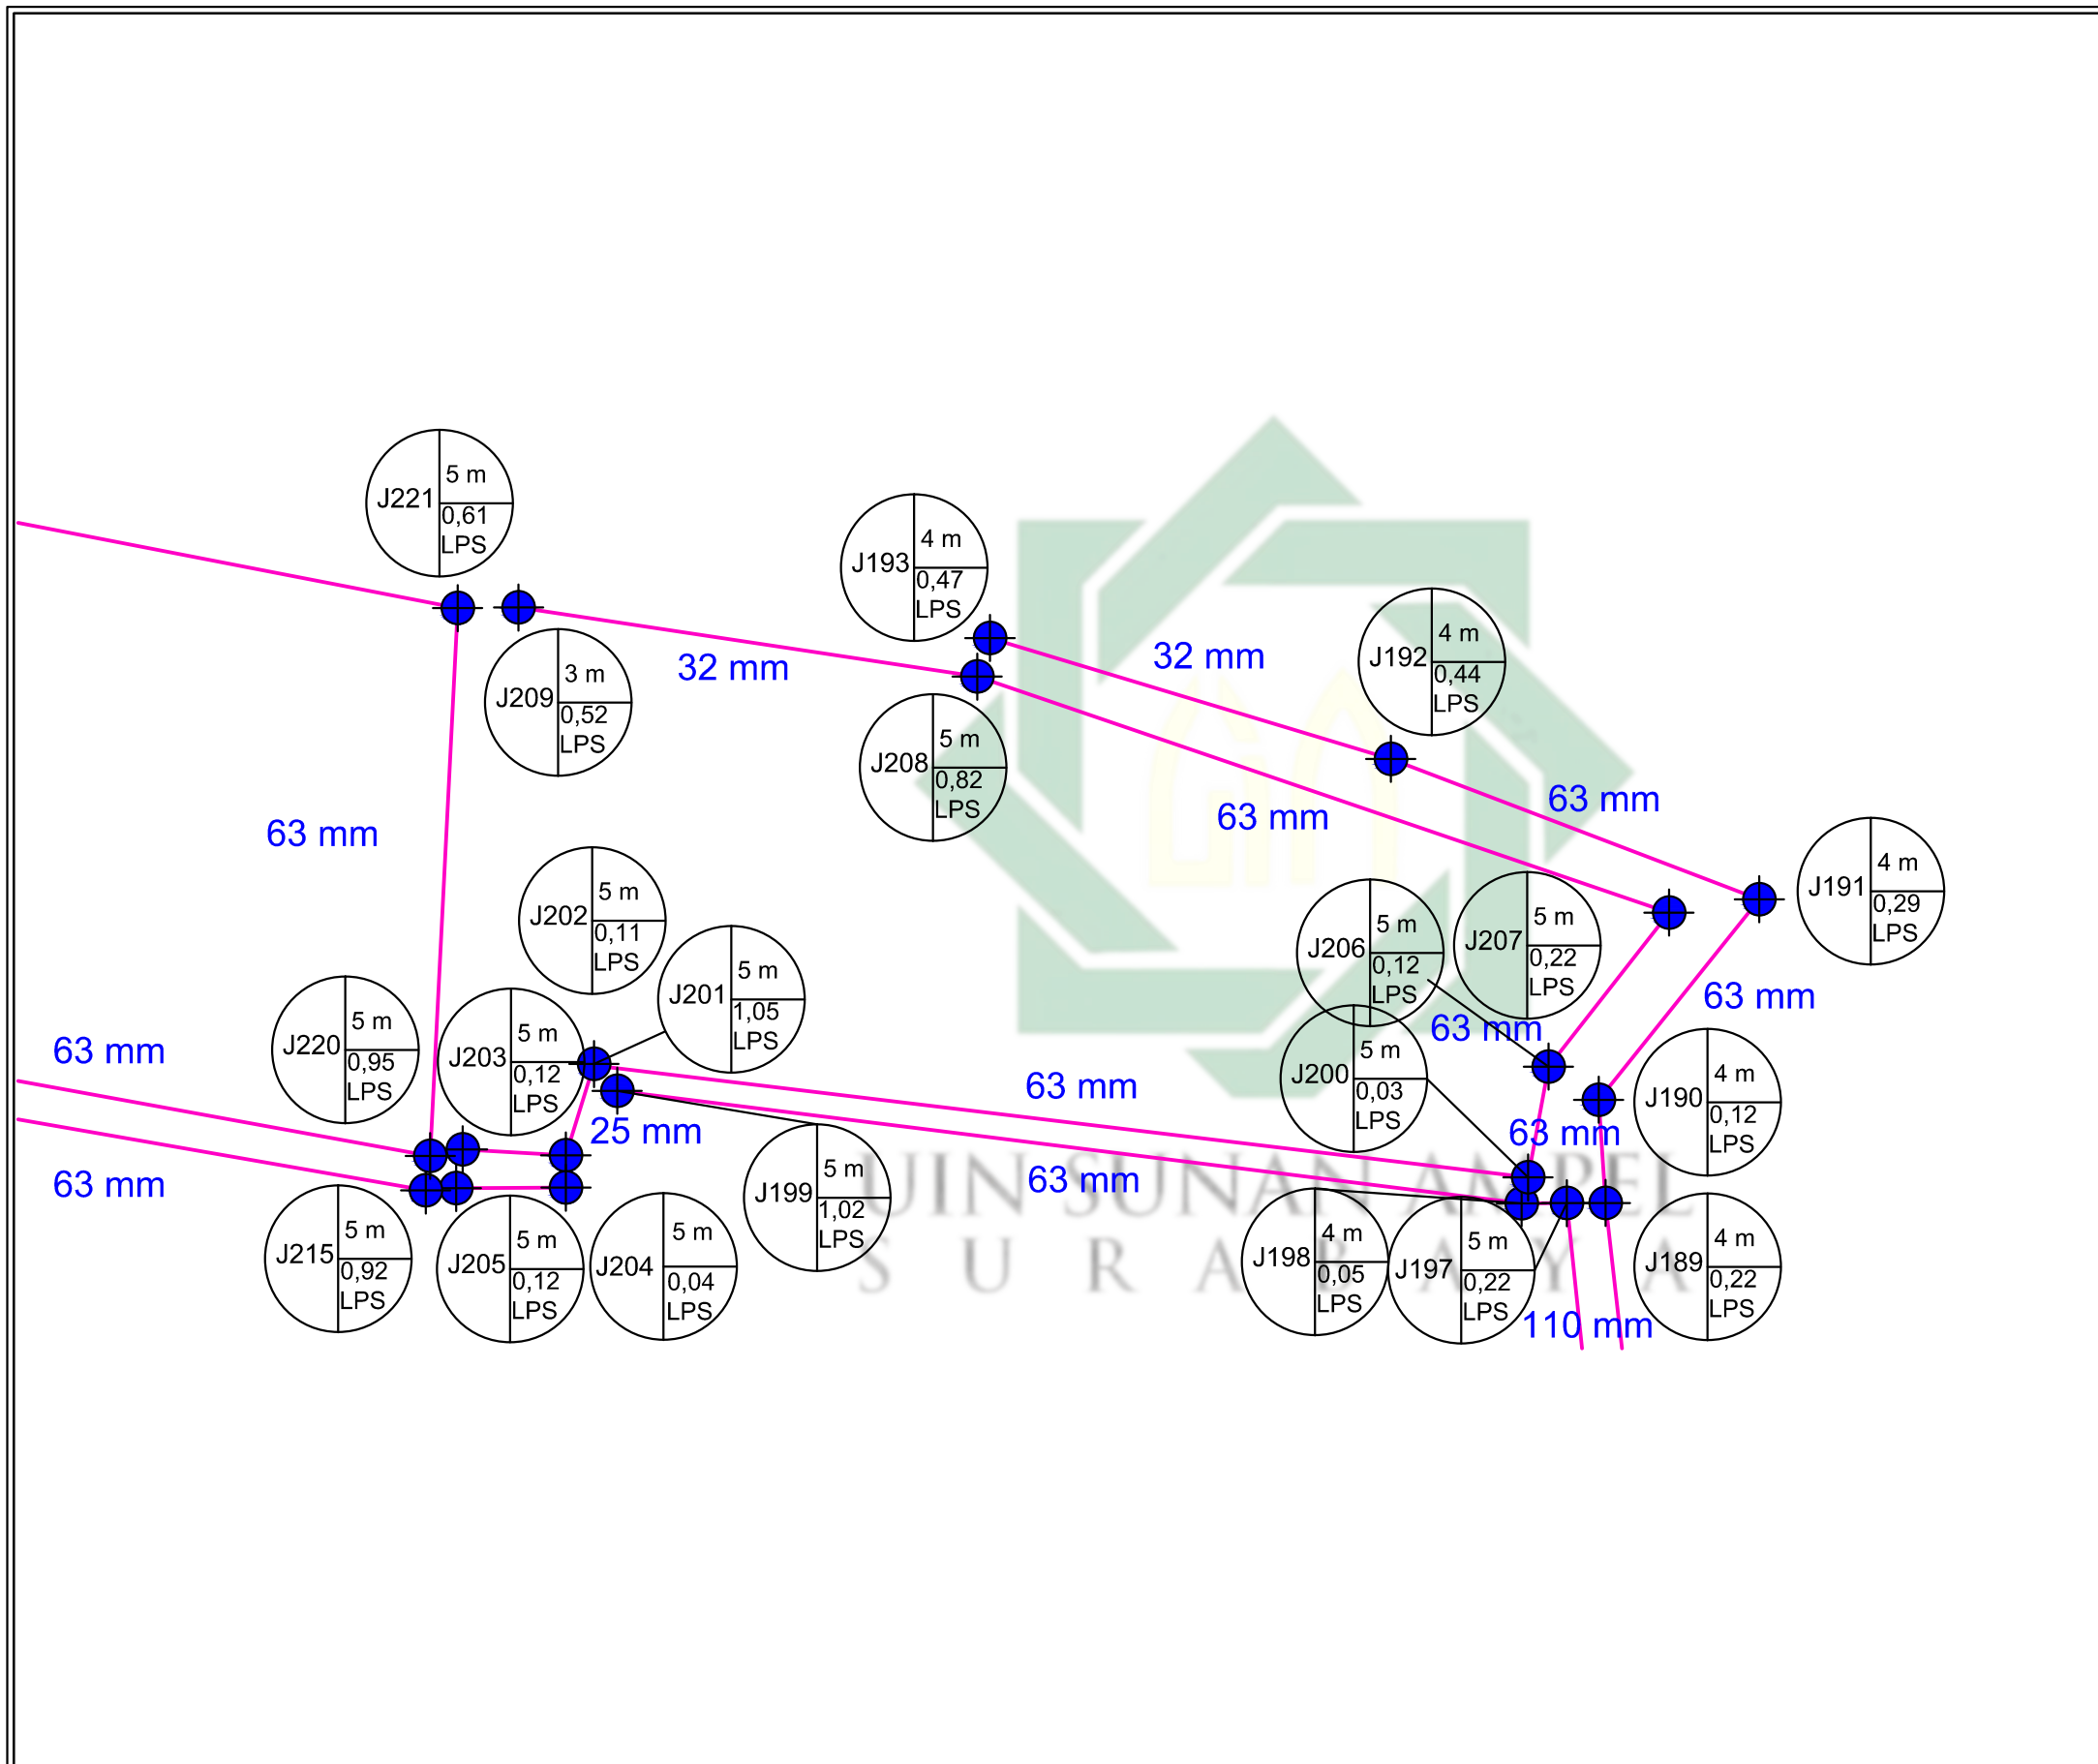 J221
5 m
0,61
LPS
J193
4 m
0,47
LPS
J192
4 m
0,44
LPS
32 mm
32 mm
J209
3 m
0,52
LPS
J208
5 m
0,82
LPS
63 mm
63 mm
63 mm
J191
4 m
0,29
LPS
J202
5 m
0,11
LPS
J206
5 m
0,12
LPS
J207
5 m
0,22
LPS
J201
5 m
1,05
LPS
63 mm
63 mm
J220
5 m
0,95
LPS
J203
5 m
0,12
LPS
63 mm
63 mm
J200
5 m
0,03
LPS
J190
4 m
0,12
LPS
25 mm
63 mm
63 mm
63 mm
J199
5 m
1,02
LPS
UIN SUNAN AMPEL
SURABAYA
J215
5 m
0,92
LPS
J205
5 m
0,12
LPS
J204
5 m
0,04
LPS
J198
4 m
0,05
LPS
J197
5 m
0,22
LPS
J189
4 m
0,22
LPS
110 mm